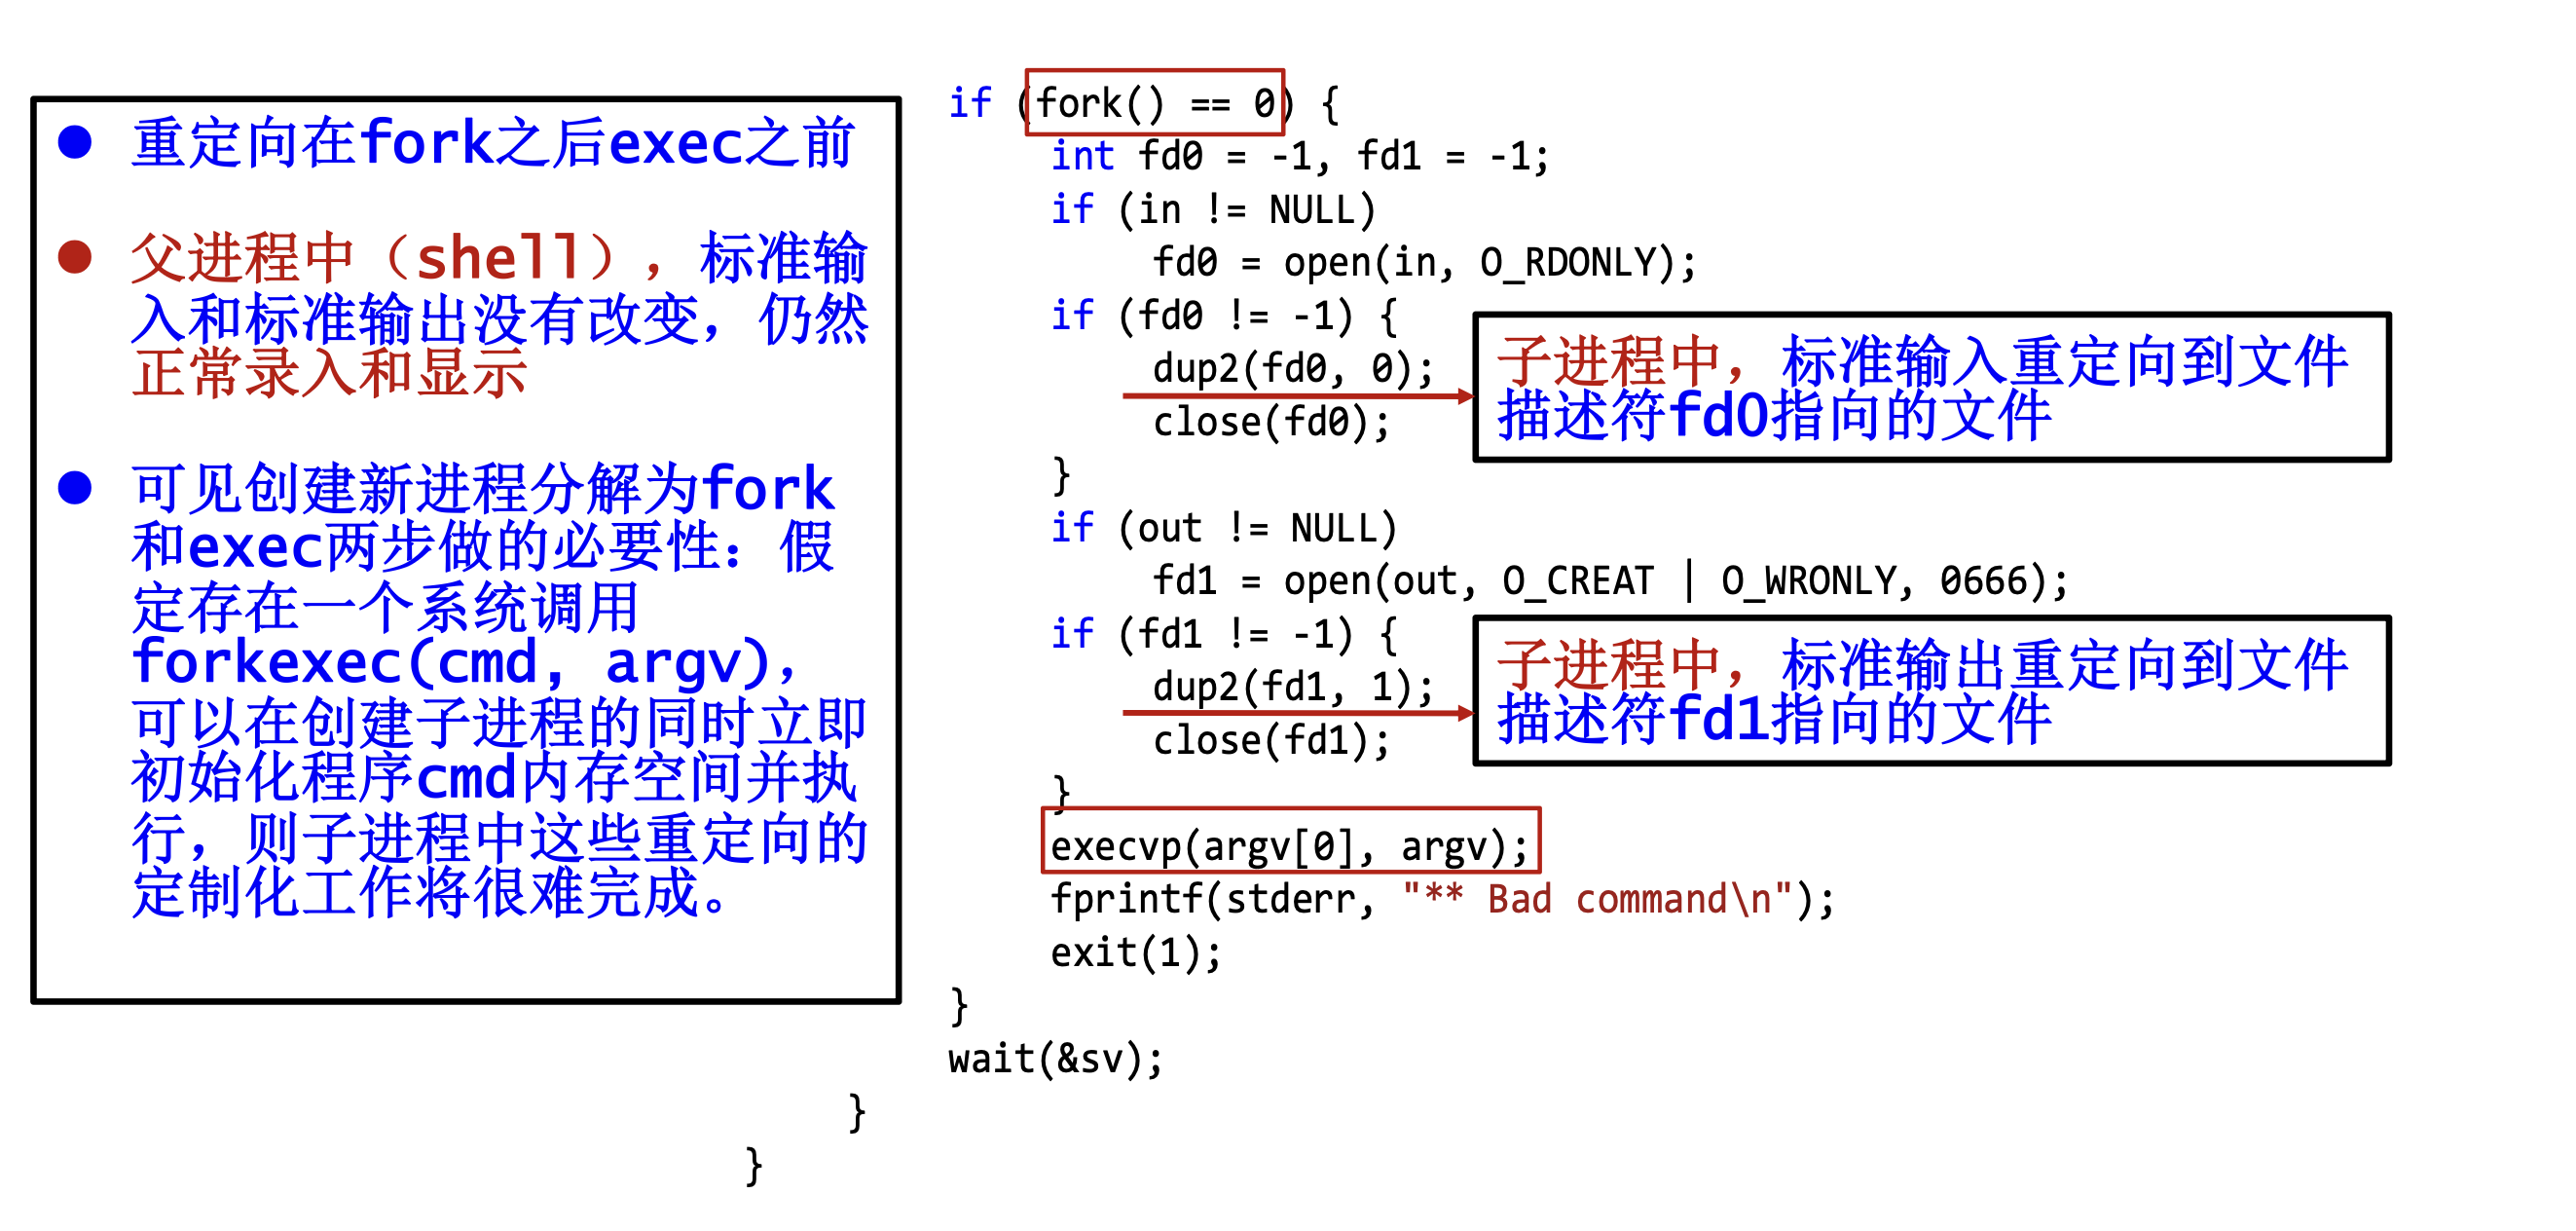 ● 重定向在fork之后exec之前
● 父进程中（shell），标准输
入和标准输出没有改变，仍然
正常录入和显示
● 可见创建新进程分解为fork
和exec两步做的必要性：假
定存在一个系统调用
forkexec(cmd, argv)，
可以在创建子进程的同时立即
初始化程序cmd内存空间并执
行，则子进程中这些重定向的
定制化工作将很难完成。
if (fork() == 0) {
int fd0 = -1, fd1 = -1;
if (in != NULL)
fd0 = open(in, O_RDONLY);
if (fd0 != -1) {
dup2(fd0, 0);
close(fd0);
}
子进程中，标准输入重定向到文件
描述符fd0指向的文件
if (out != NULL)
fd1 = open(out, O_CREAT | O_WRONLY, 0666);
if (fd1 != -1) {
dup2(fd1, 1);
close(fd1);
}
子进程中，标准输出重定向到文件
描述符fd1指向的文件
execvp(argv[0], argv);
fprintf(stderr, "** Bad command\n");
exit(1);
}
wait(&sv);
}
}